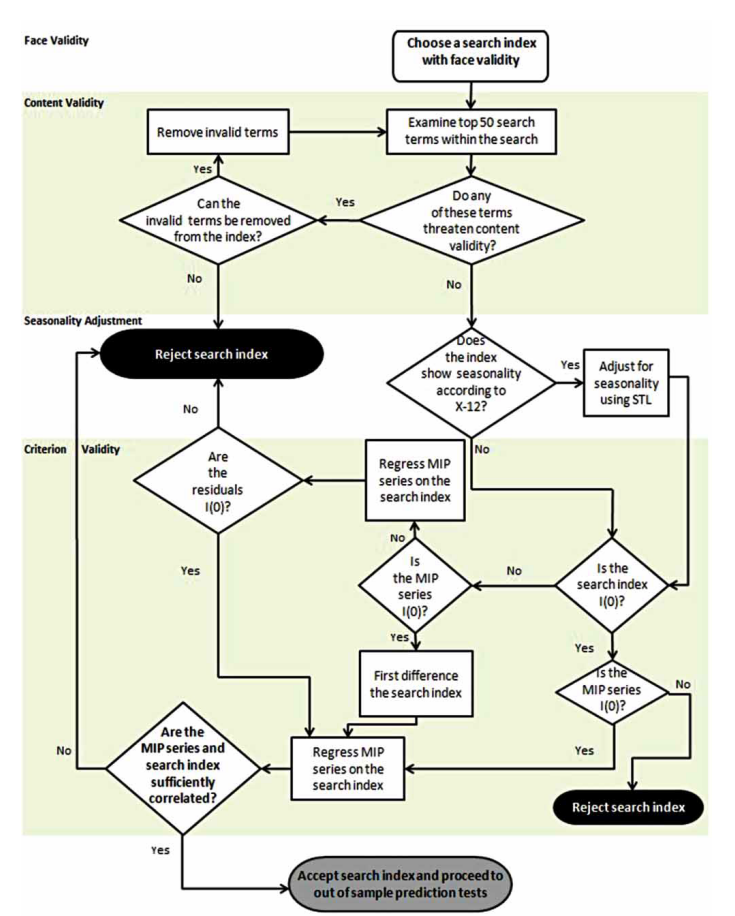 Face Validity
Choose a search index
with face validity
Content Validity
Remove invalid terms
Examine top 50 search
terms within the search
Yes
Can the
invalid terms be removed
from the index?
Yes
Do any
of these terms
threaten content
validity?
No
No
Seasonality Adjustment
Reject search index
Does
the index
show seasonality
according to
X-12?
Yes
Adjust for
seasonality
using STL
No
No
Criterion Validity
Are
the
residuals
I(0)?
Regress MIP
series on the
search index
No
Yes
Is
the MIP
series
I(0)?
No
Is the
search index
I(0)?
Yes
Yes
First difference
the search index
Is the
MIP series
I(0)?
No
No
Are the
MIP series and
search index
sufficiently
correlated?
Regress MIP
series on the
search index
Yes
Reject search index
Yes
Accept search index and proceed to
out of sample prediction tests